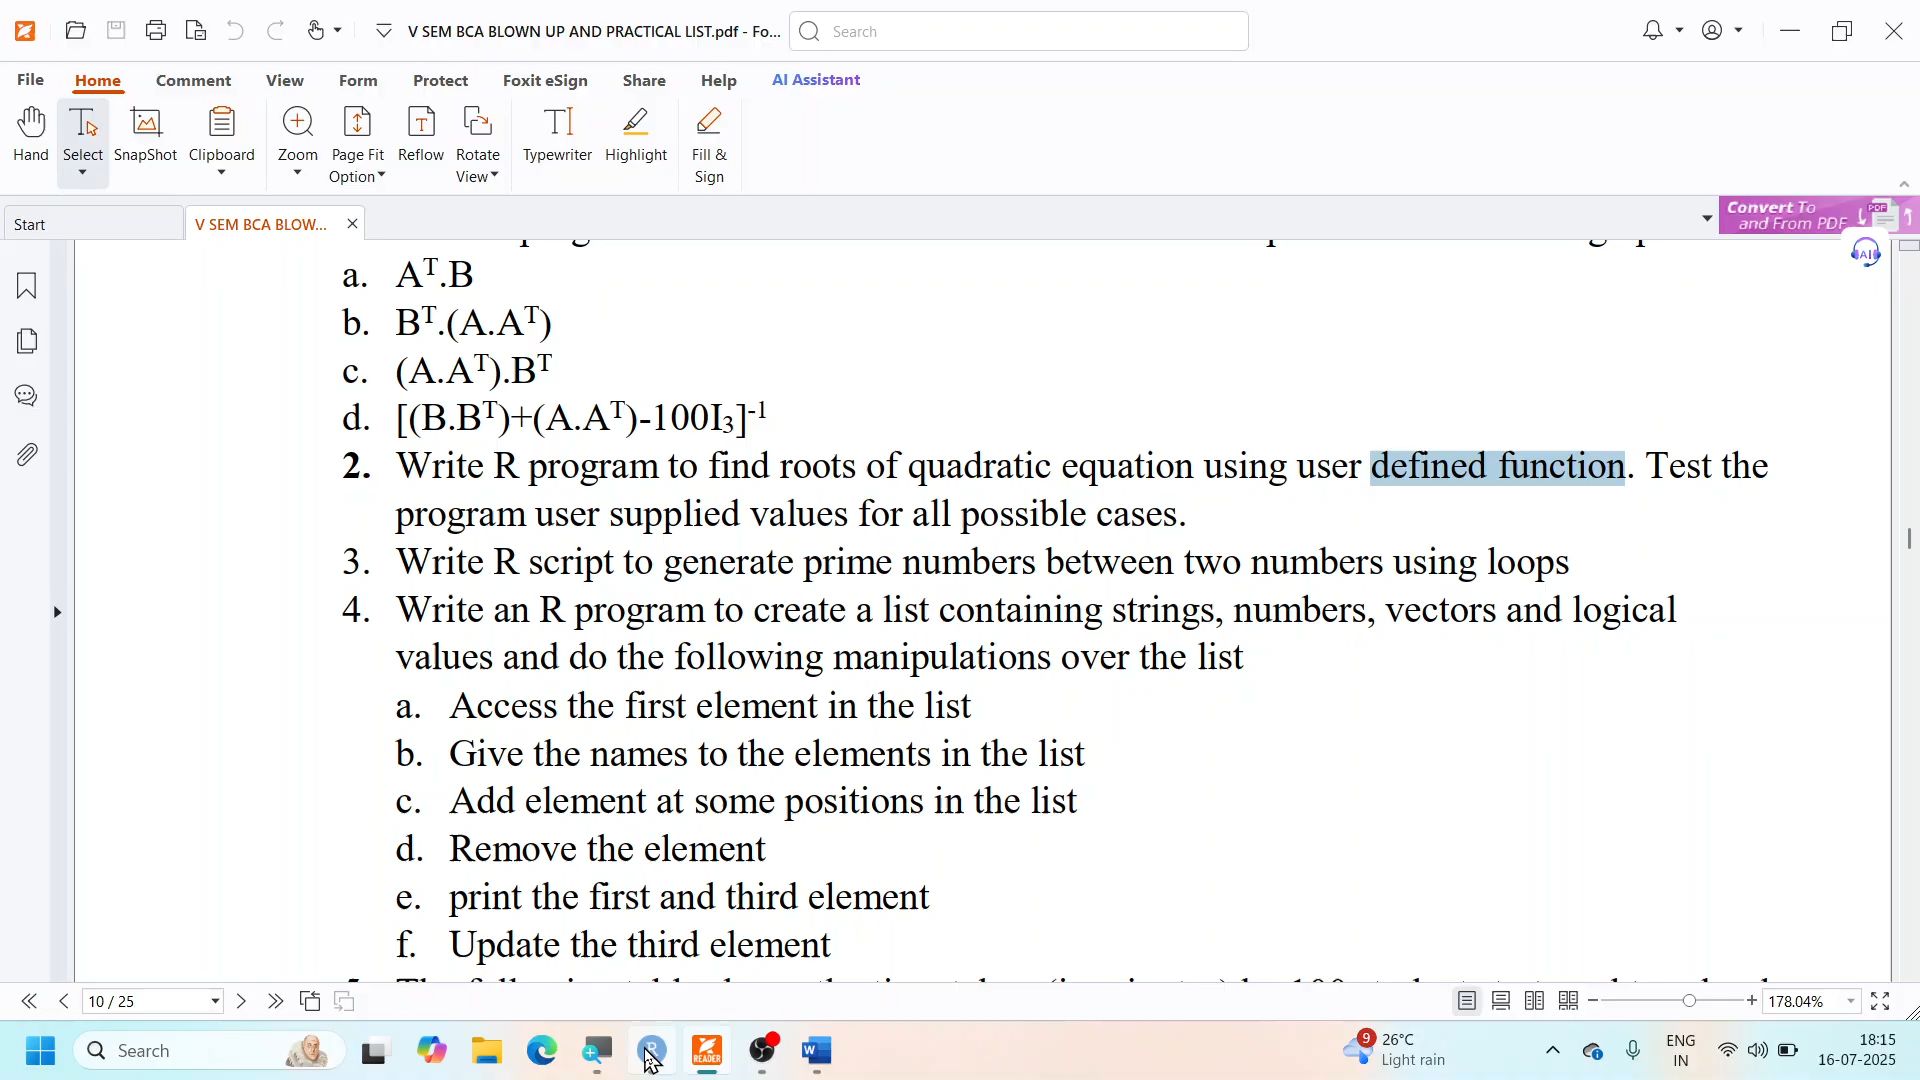 V SEM BCA BLOWN UP AND PRACTICAL LIST.pdf - Fo...
Search
File Home Comment View Form Protect Foxit eSign Share Help AI Assistant
Hand Select SnapShot Clipboard Zoom Page Fit Option Reflow Rotate View Typewriter Highlight Fill & Sign
Start
V SEM BCA BLOW...
Convert To
and From PDF
PDF
AI
a. Aᵀ.B
b. Bᵀ.(A.Aᵀ)
c. (A.Aᵀ).Bᵀ
d. [(B.Bᵀ)+(A.Aᵀ)-100I₃]⁻¹
2. Write R program to find roots of quadratic equation using user defined function. Test the
program user supplied values for all possible cases.
3. Write R script to generate prime numbers between two numbers using loops
4. Write an R program to create a list containing strings, numbers, vectors and logical
values and do the following manipulations over the list
a. Access the first element in the list
b. Give the names to the elements in the list
c. Add element at some positions in the list
d. Remove the element
e. print the first and third element
f. Update the third element
10 / 25
178.04%
Search
R
READER
W
9
26°C
Light rain
ENG
IN
18:15
16-07-2025